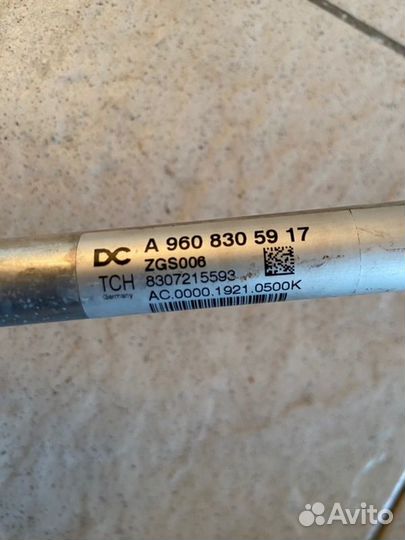 DC A 960 830 59 17
ZGS006
TCH 8307215593
Germany
AC.0000.1921.0500K
Avito